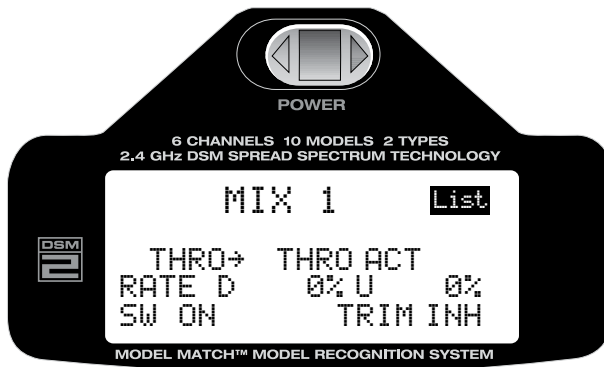 POWER
6 CHANNELS 10 MODELS 2 TYPES
2.4 GHz DSM SPREAD SPECTRUM TECHNOLOGY
MIX 1 List
DSM
2
THRO→ THRO ACT
RATE D 0% U 0%
SW ON TRIM INH
MODEL MATCH™ MODEL RECOGNITION SYSTEM